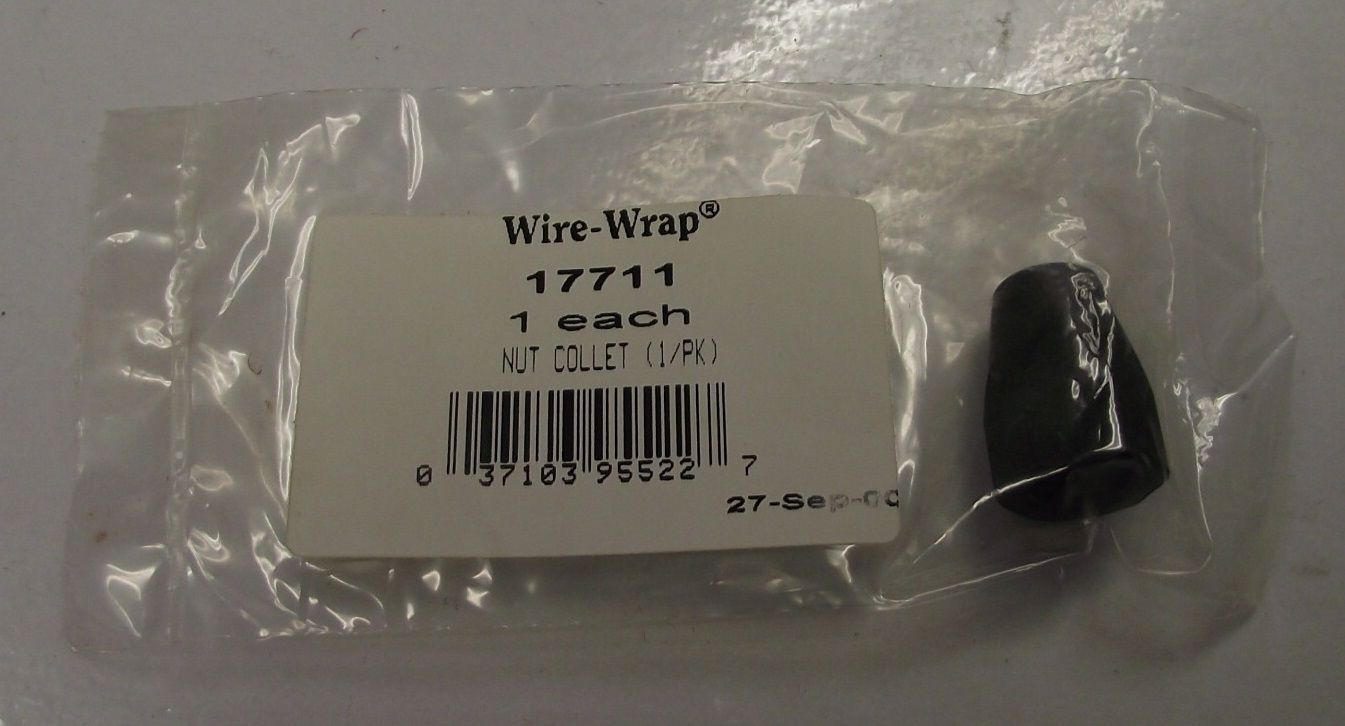 Wire-Wrap®
17711
1 each
NUT COLLET (1/PK)
0 37103 95522 7